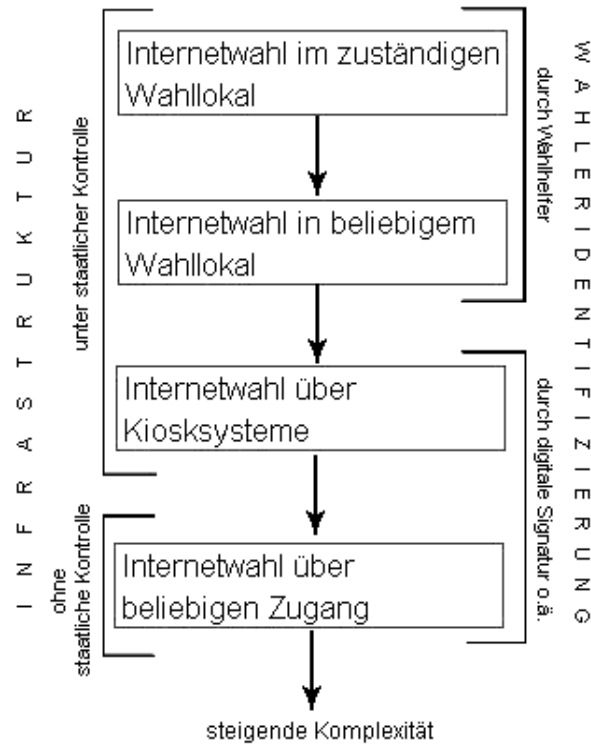 INFRASTRUKTUR
unter staatlicher Kontrolle
ohne
staatliche Kontrolle
Internetwahl im zuständigen
Wahllokal
Internetwahl in beliebigem
Wahllokal
Internetwahl über
Kiosksysteme
Internetwahl über
beliebigen Zugang
steigende Komplexität
durch Wahlhelfer
durch digitale Signatur o.ä.
WAHLERIDENTIFIZIERUNG